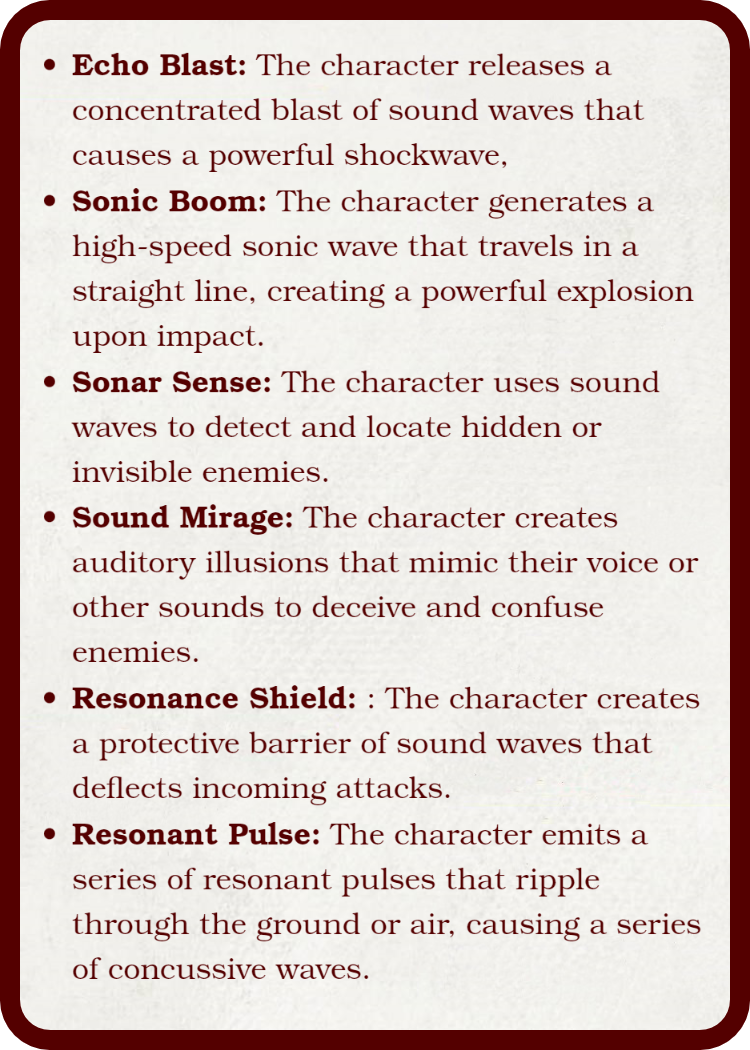 • Echo Blast: The character releases a
concentrated blast of sound waves that
causes a powerful shockwave,
• Sonic Boom: The character generates a
high-speed sonic wave that travels in a
straight line, creating a powerful explosion
upon impact.
• Sonar Sense: The character uses sound
waves to detect and locate hidden or
invisible enemies.
• Sound Mirage: The character creates
auditory illusions that mimic their voice or
other sounds to deceive and confuse
enemies.
• Resonance Shield: : The character creates
a protective barrier of sound waves that
deflects incoming attacks.
• Resonant Pulse: The character emits a
series of resonant pulses that ripple
through the ground or air, causing a series
of concussive waves.